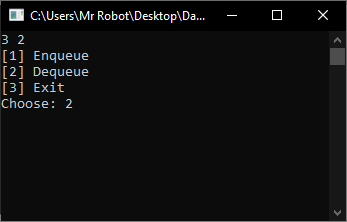 C:\Users\Mr Robot\Desktop\Da...
3 2
[1] Enqueue
[2] Dequeue
[3] Exit
Choose: 2